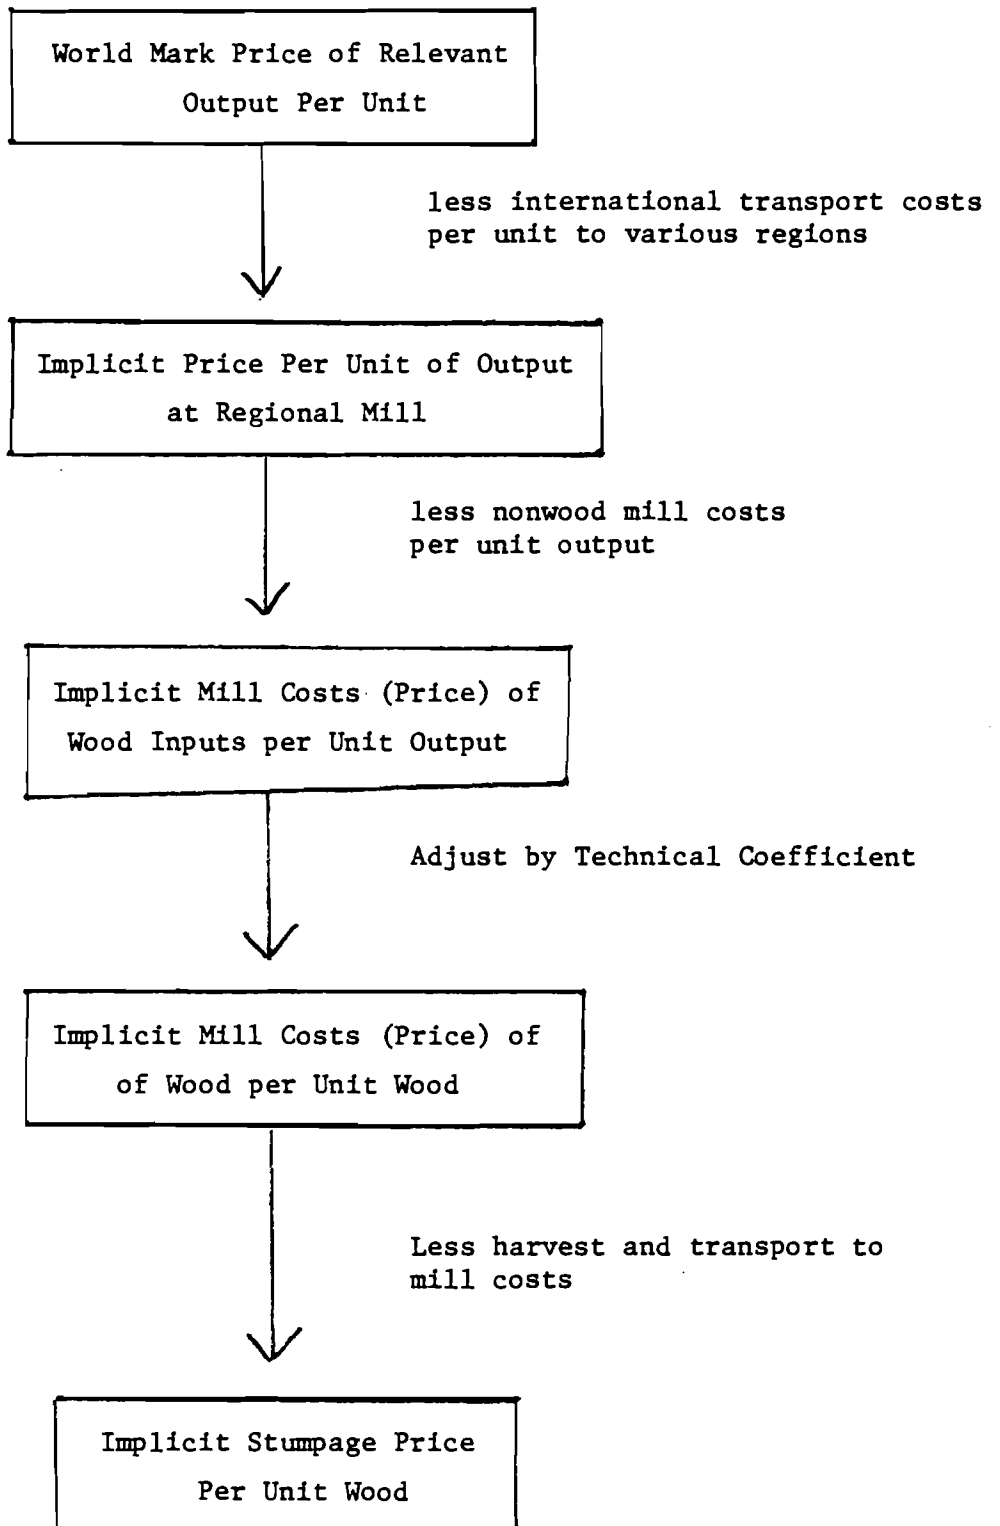 World Mark Price of Relevant
Output Per Unit
less international transport costs
per unit to various regions
Implicit Price Per Unit of Output
at Regional Mill
less nonwood mill costs
per unit output
Implicit Mill Costs (Price) of
Wood Inputs per Unit Output
Adjust by Technical Coefficient
Implicit Mill Costs (Price) of
of Wood per Unit Wood
Less harvest and transport to
mill costs
Implicit Stumpage Price
Per Unit Wood